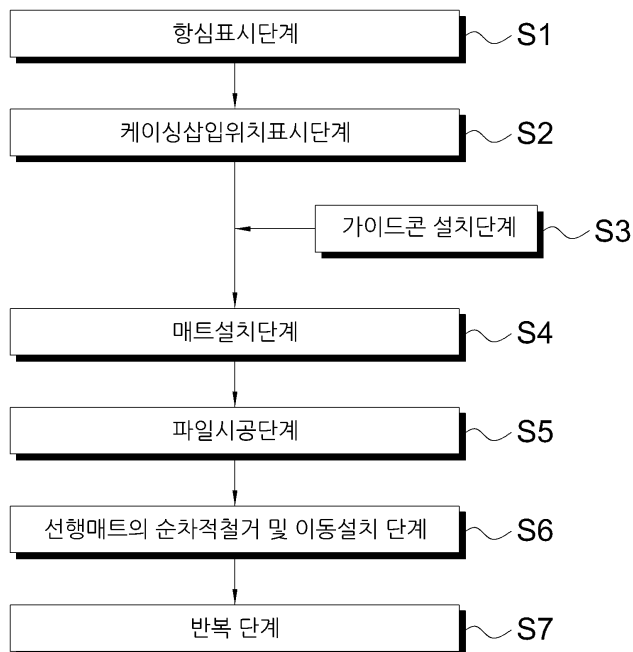 항심표시단계 S1
케이싱삽입위치표시단계 S2
가이드콘 설치단계 S3
매트설치단계 S4
파일시공단계 S5
선행매트의 순차적철거 및 이동설치 단계 S6
반복 단계 S7